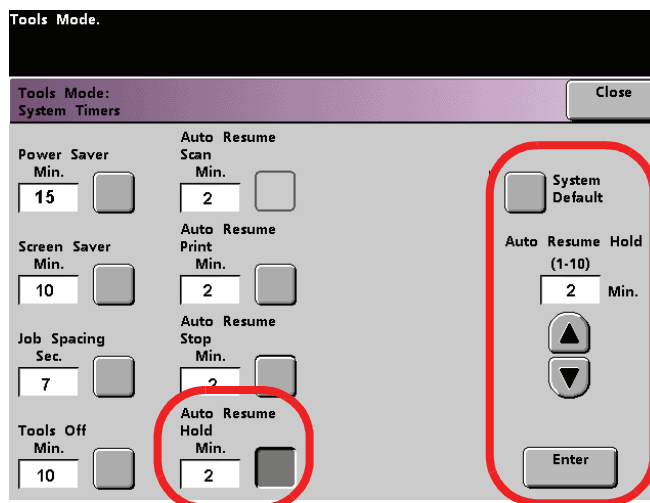 Tools Mode.
Tools Mode:
System Timers
Close
Power Saver
Min.
15
Screen Saver
Min.
10
Job Spacing
Sec.
7
Tools Off
Min.
10
Auto Resume
Scan
Min.
2
Auto Resume
Print
Min.
2
Auto Resume
Stop
Min.
2
Auto Resume
Hold
Min.
2
System
Default
Auto Resume Hold
(1-10)
2 Min.
Enter